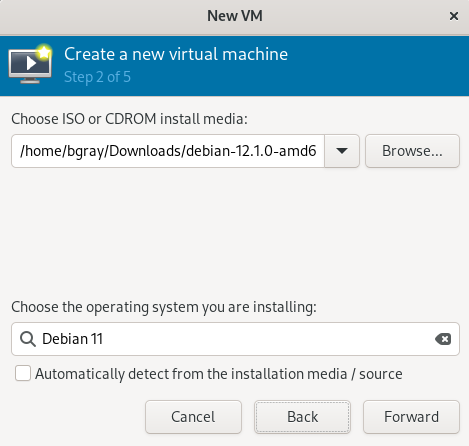 New VM
Create a new virtual machine
Step 2 of 5
Choose ISO or CDROM install media:
/home/bgray/Downloads/debian-12.1.0-amd6
Browse...
Choose the operating system you are installing:
Debian 11
Automatically detect from the installation media / source
Cancel
Back
Forward